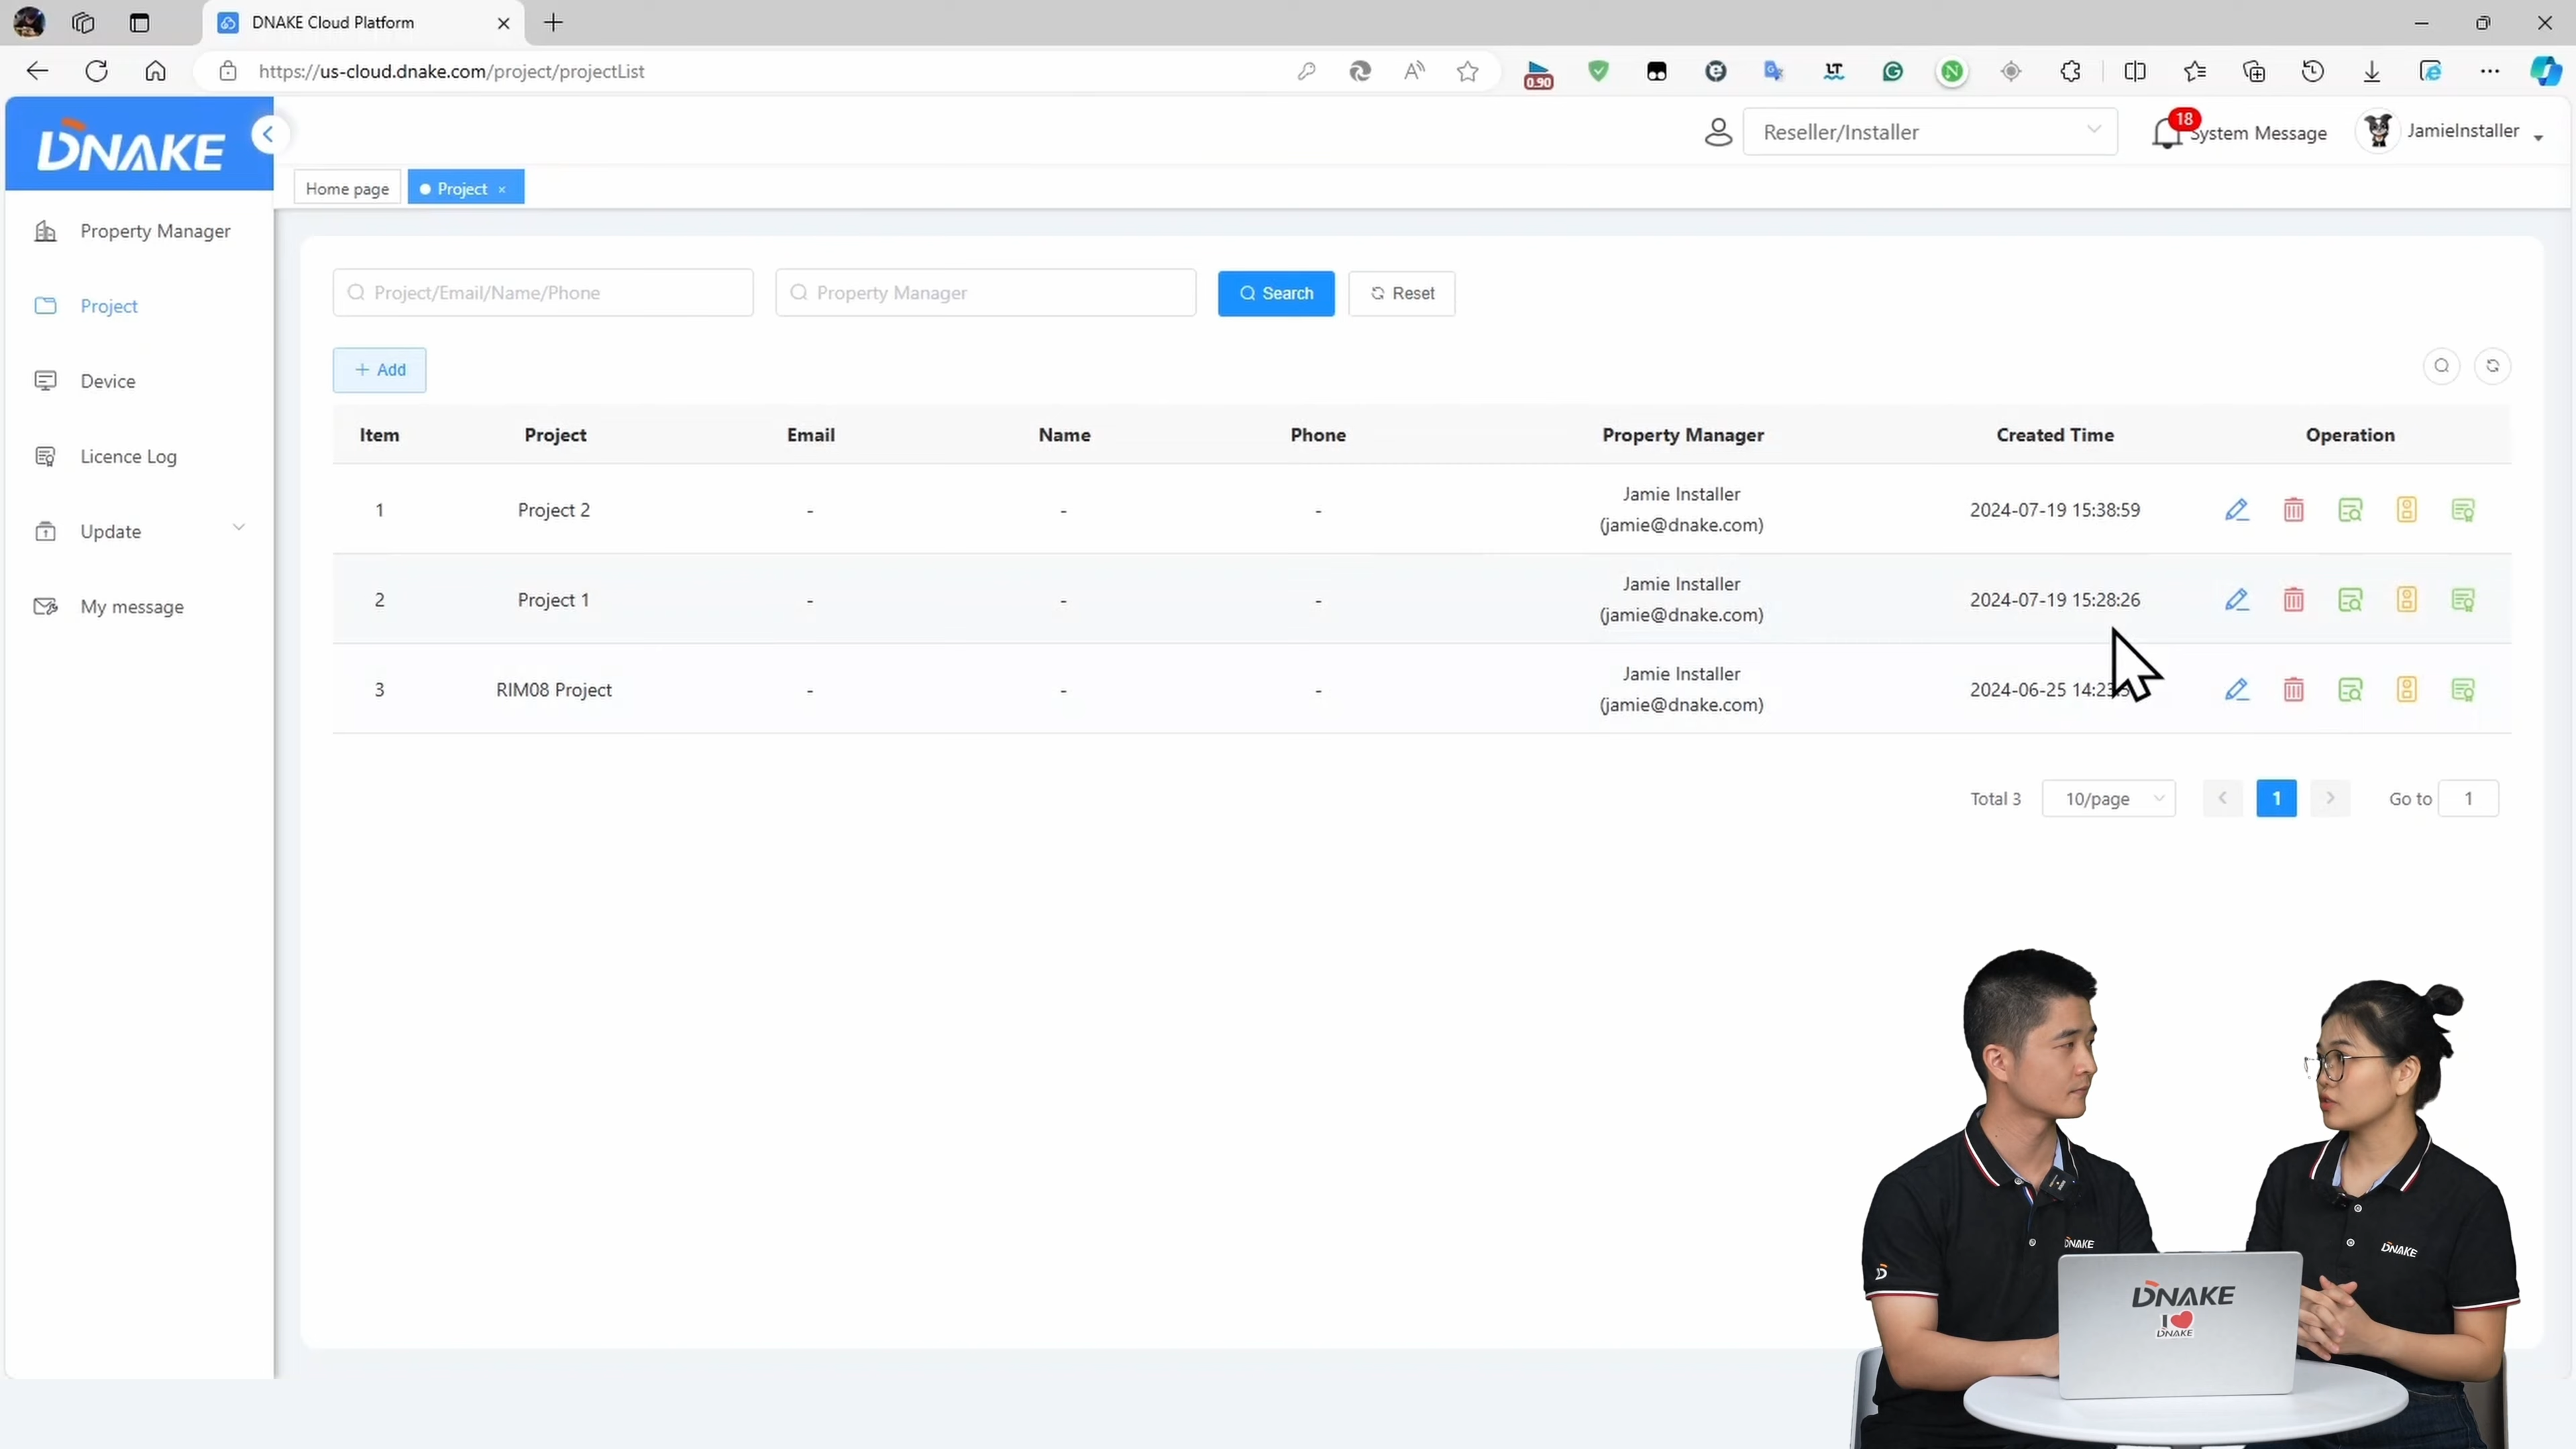 DNAKE Cloud Platform
https://us-cloud.dnake.com/project/projectList
0.90
DNAKE
Reseller/Installer
18
System Message
JamieInstaller
Home page
Project
Property Manager
Project
Device
Licence Log
Update
My message
Project/Email/Name/Phone
Property Manager
Search
Reset
+ Add
Item Project Email Name Phone Property Manager Created Time Operation
1 Project 2 - - - Jamie Installer (jamie@dnake.com) 2024-07-19 15:38:59
2 Project 1 - - - Jamie Installer (jamie@dnake.com) 2024-07-19 15:28:26
3 RIM08 Project - - - Jamie Installer (jamie@dnake.com) 2024-06-25
Total 3 10/page 1 Go to 1
DNAKE
DNAKE
DNAKE
I
DNAKE